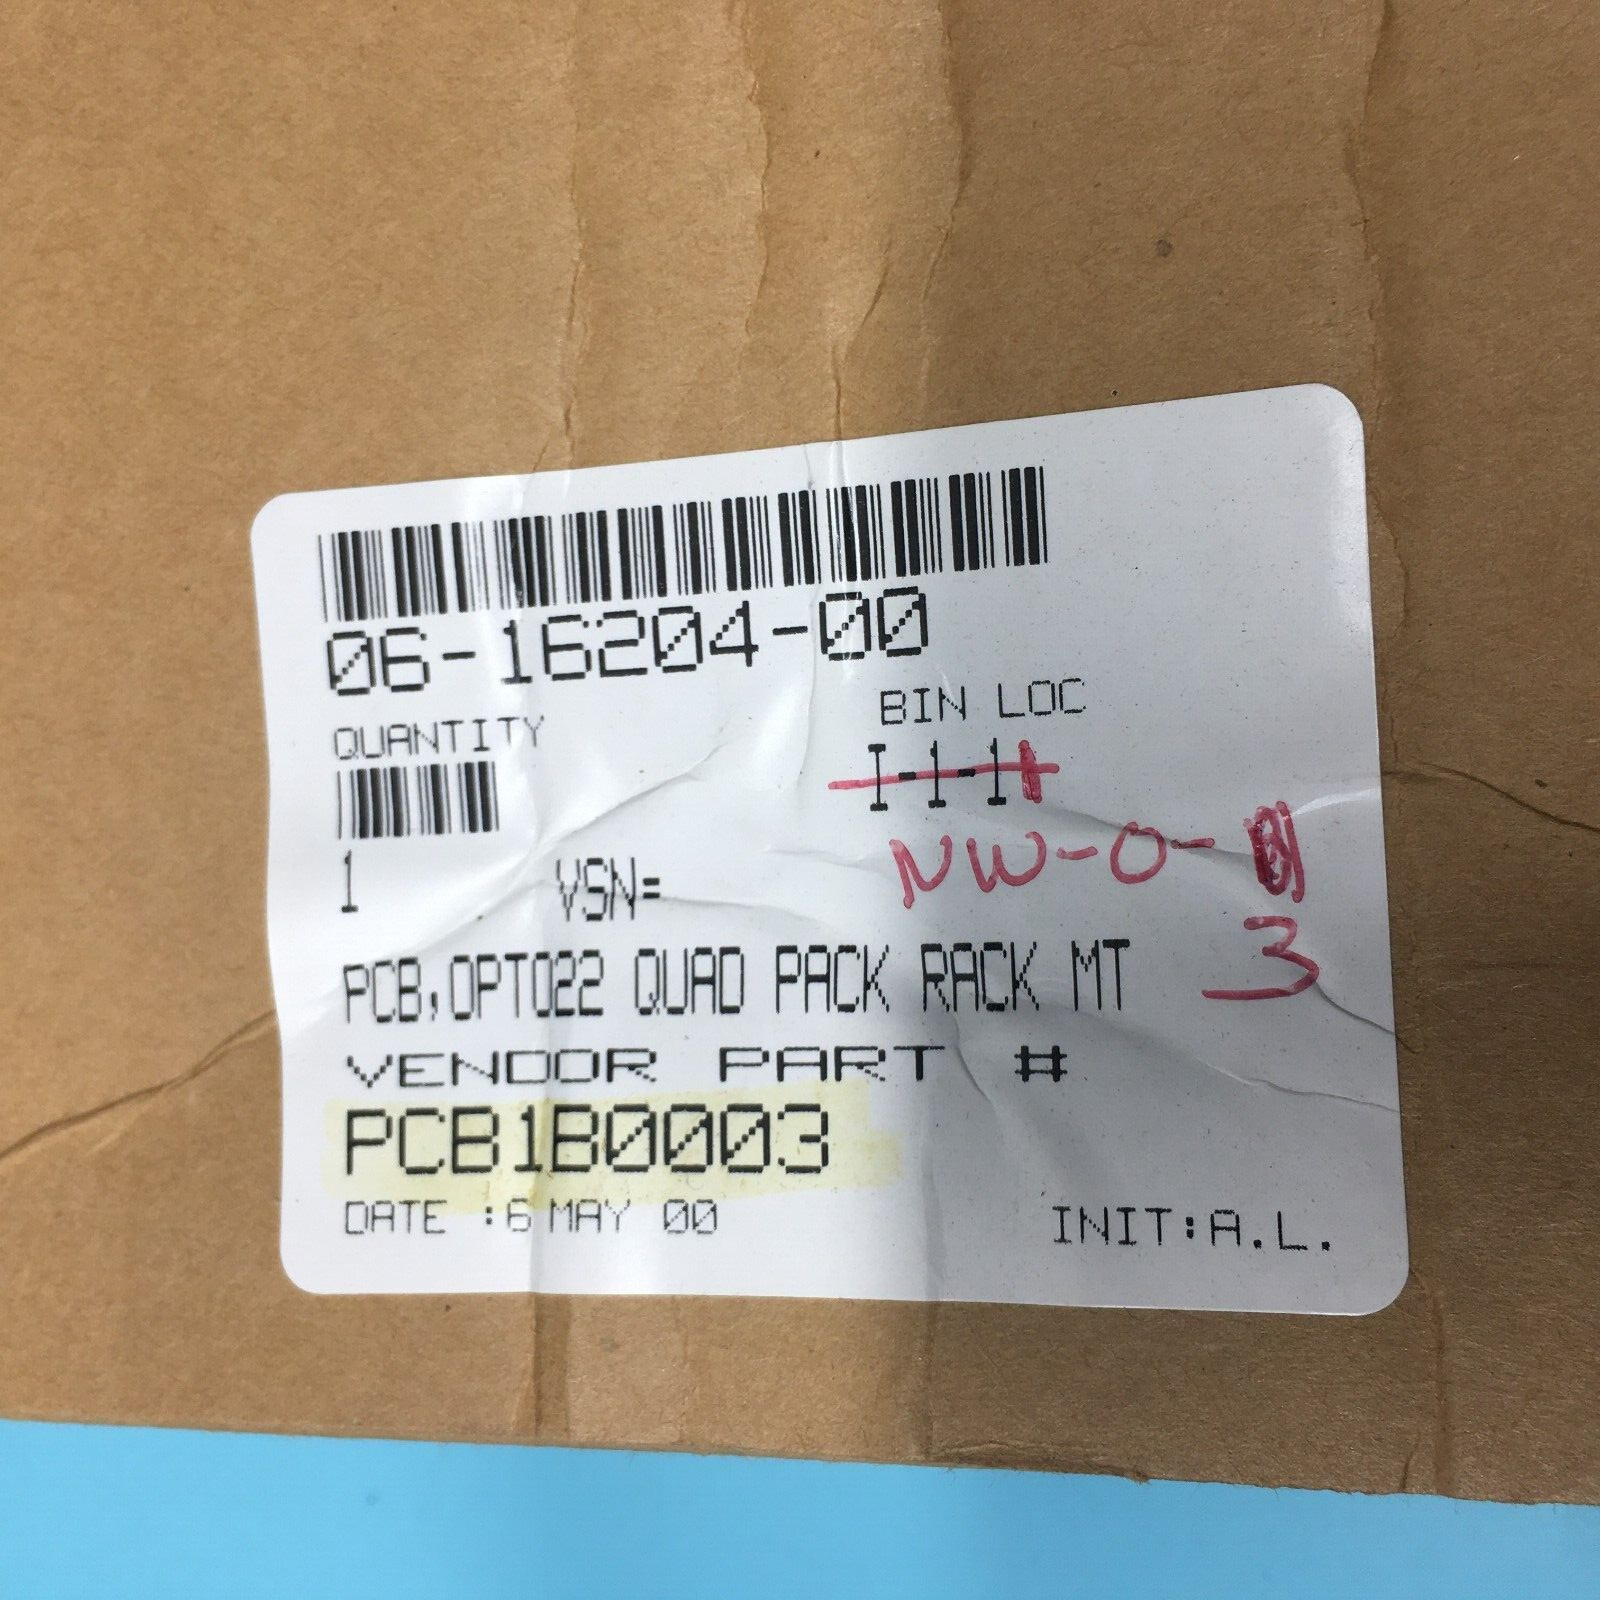 06-16204-00
QUANTITY
BIN LOC
I-1-1
1
VSN=
NW-0-
3
PCB,OPTO22 QUAD PACK RACK MT
VENDOR PART #
PCB1B0003
DATE :6 MAY 00
INIT:A.L.